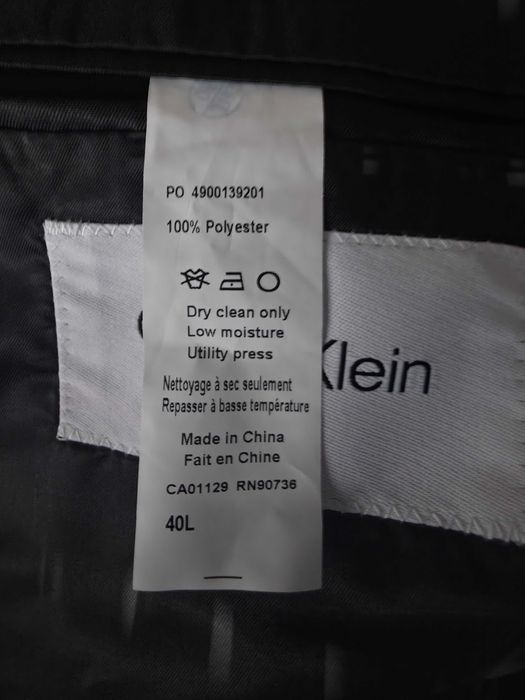 PO 4900139201
100% Polyester
Dry clean only
Low moisture
Utility press
Nettoyage à sec seulement
Repasser à basse température
Made in China
Fait en Chine
CA01129 RN90736
40L
Klein